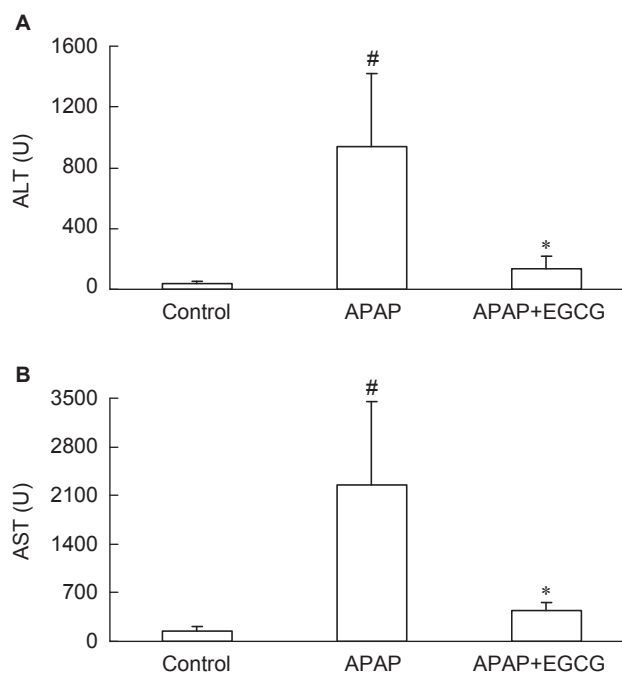 A
1600
1200
800
400
0
ALT (U)
#
*
Control APAP APAP+EGCG
B
3500
2800
2100
1400
700
0
AST (U)
#
*
Control APAP APAP+EGCG